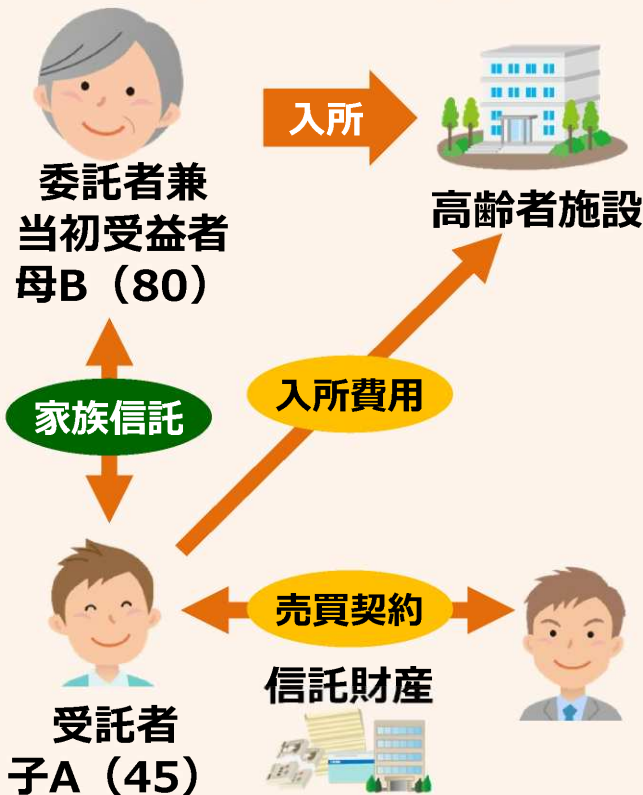 入所
委託者兼
当初受益者
母B（80）
高齢者施設
家族信託
入所費用
売買契約
信託財産
受託者
子A（45）